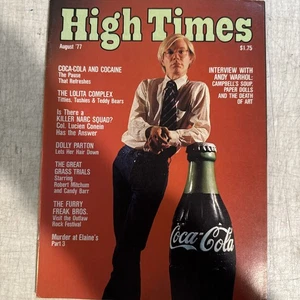 High Times
August '77
$1.75
COCA-COLA AND COCAINE
The Pause
That Refreshes
THE LOLITA COMPLEX
Titties, Tushies & Teddy Bears
Is There a
KILLER NARC SQUAD?
Col. Lucien Conein
Has the Answer
DOLLY PARTON
Lets Her Hair Down
THE GREAT
GRASS TRIALS
Starring
Robert Mitchum
and Candy Barr
THE FURRY
FREAK BROS.
Visit the Outlaw
Rock Festival
Murder at Elaine's
Part 3
INTERVIEW WITH
ANDY WARHOL:
CAMPBELL'S SOUP,
PAPER DOLLS
AND THE DEATH
OF ART
Coca-Cola